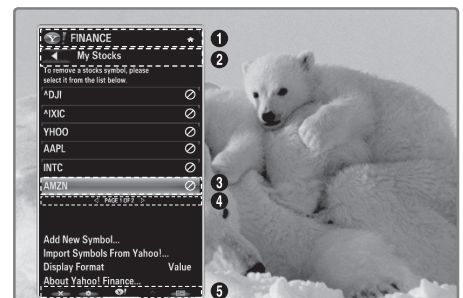 Y! FINANCE
1
My Stocks
2
To remove a stocks symbol, please
select it from the list below.
^DJI
^IXIC
YHOO
AAPL
INTC
AMZN
3
PAGE 1 OF 2
4
Add New Symbol...
Import Symbols From Yahoo!...
Display Format Value
About Yahoo! Finance...
5